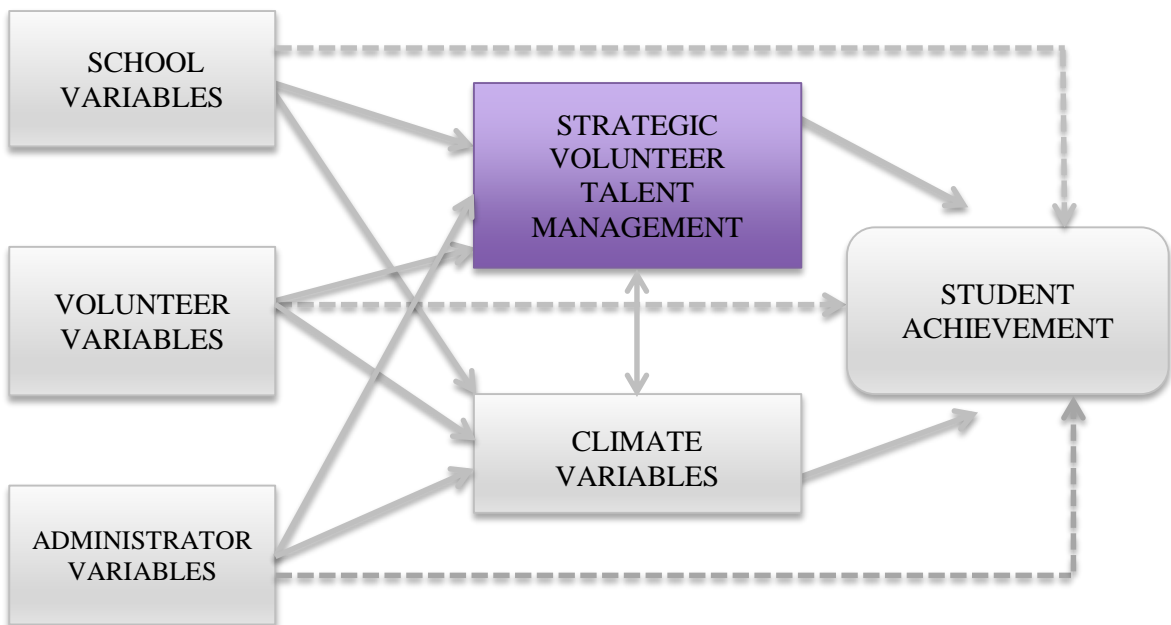 SCHOOL
VARIABLES
STRATEGIC
VOLUNTEER
TALENT
MANAGEMENT
VOLUNTEER
VARIABLES
STUDENT
ACHIEVEMENT
CLIMATE
VARIABLES
ADMINISTRATOR
VARIABLES